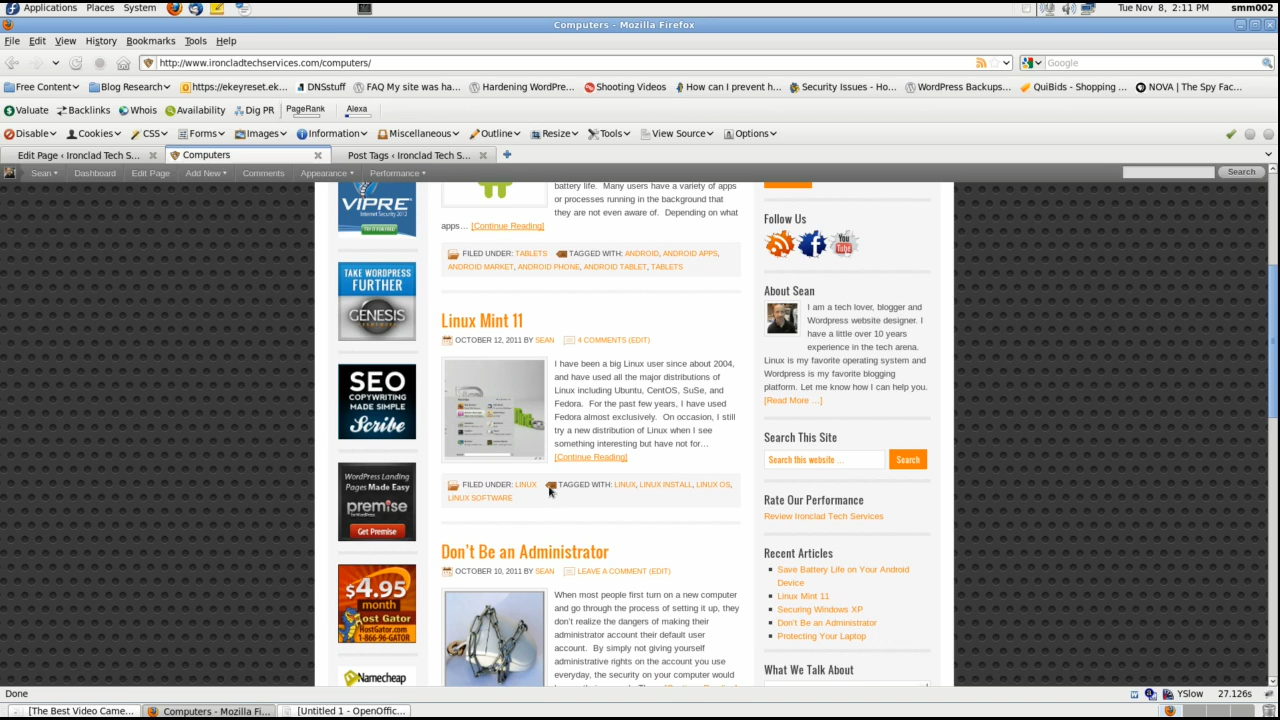 Applications Places System Tue Nov 8, 2:11 PM smm002
Computers - Mozilla Firefox
File Edit View History Bookmarks Tools Help
http://www.ironcladtechservices.com/computers/ Google
Free Content Blog Research https://ekeyreset.ek... DNSstuff FAQ My site was ha... Hardening WordPre... Shooting Videos How can I prevent h... Security Issues - Ho... WordPress Backups... QuiBids - Shopping ... NOVA | The Spy Fac...
Valuate Backlinks Whois Availability Dig PR PageRank Alexa
Disable Cookies CSS Forms Images Information Miscellaneous Outline Resize Tools View Source Options
Edit Page ‹ Ironclad Tech S... Computers Post Tags ‹ Ironclad Tech S...
Sean Dashboard Edit Page Add New Comments Appearance Performance Search
VIPRE
Internet Security 2012
TAKE WORDPRESS
FURTHER
GENESIS
SEO
COPYWRITING
MADE SIMPLE
Scribe
WordPress Landing
Pages Made Easy
premise
Get Premise
$4.95
month
Host Gator
HostGator.com
1-866-96-GATOR
Namecheap
battery life. Many users have a variety of apps
or processes running in the background that
they are not even aware of. Depending on what
apps… [Continue Reading]
FILED UNDER: TABLETS TAGGED WITH: ANDROID, ANDROID APPS,
ANDROID MARKET, ANDROID PHONE, ANDROID TABLET, TABLETS
Linux Mint 11
OCTOBER 12, 2011 BY SEAN 4 COMMENTS (EDIT)
I have been a big Linux user since about 2004,
and have used all the major distributions of
Linux including Ubuntu, CentOS, SuSe, and
Fedora. For the past few years, I have used
Fedora almost exclusively. On occasion, I still
try a new distribution of Linux when I see
something interesting but have not for…
[Continue Reading]
FILED UNDER: LINUX TAGGED WITH: LINUX, LINUX INSTALL, LINUX OS,
LINUX SOFTWARE
Don't Be an Administrator
OCTOBER 10, 2011 BY SEAN LEAVE A COMMENT (EDIT)
When most people first turn on a new computer
and go through the process of setting it up, they
don't realize the dangers of making their
administrator account their default user
account. By simply not giving yourself
administrative rights on the account you use
everyday, the security on your computer would
Follow Us
You
Tube
About Sean
I am a tech lover, blogger and
Wordpress website designer. I
have a little over 10 years
experience in the tech arena.
Linux is my favorite operating system and
Wordpress is my favorite blogging
platform. Let me know how I can help you.
[Read More …]
Search This Site
Search this website … Search
Rate Our Performance
Review Ironclad Tech Services
Recent Articles
Save Battery Life on Your Android
Device
Linux Mint 11
Securing Windows XP
Don't Be an Administrator
Protecting Your Laptop
What We Talk About
Done YSlow 27.126s
[The Best Video Came... Computers - Mozilla Fi... [Untitled 1 - OpenOffic...